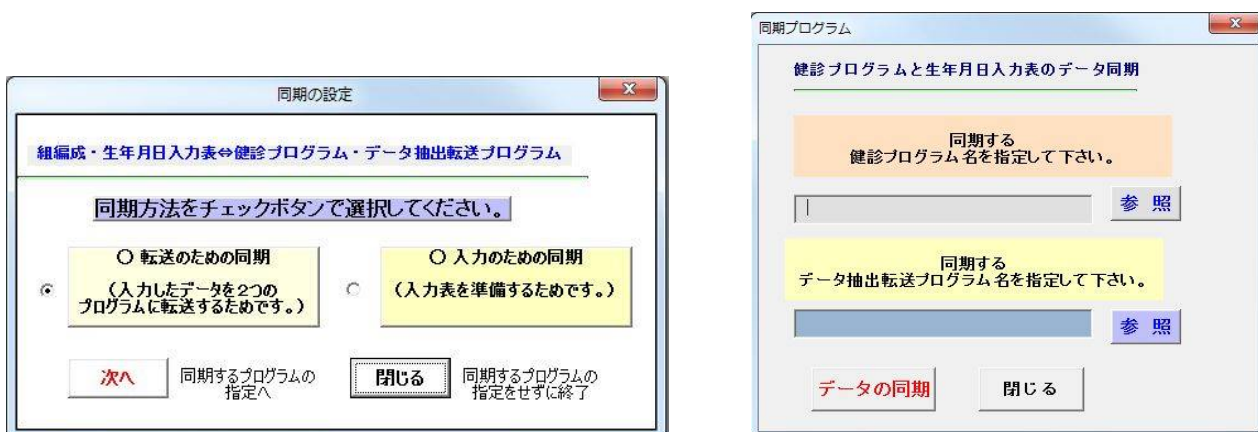 同期の設定
組編成・生年月日入力表⇔健診プログラム・データ抽出転送プログラム
同期方法をチェックボタンで選択してください。
〇 転送のための同期
(入力したデータを2つの
プログラムに転送するためです。)
〇 入力のための同期
(入力表を準備するためです。)
次へ
同期するプログラムの
指定へ
閉じる
同期するプログラムの
指定をせずに終了
同期プログラム
健診プログラムと生年月日入力表のデータ同期
同期する
健診プログラム名を指定して下さい。
参 照
同期する
データ抽出転送プログラム名を指定して下さい。
参 照
データの同期
閉じる